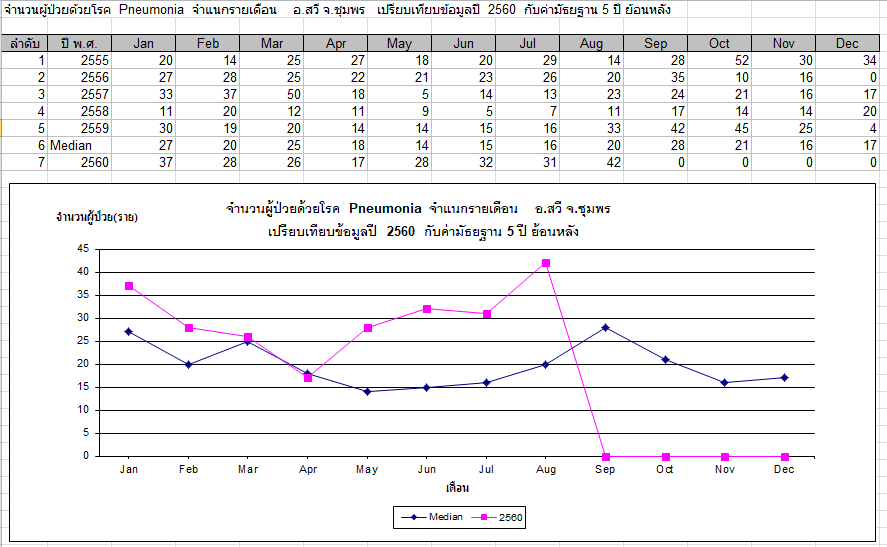 จำนวนผู้ป่วยด้วยโรค Pneumonia จำแนกรายเดือน อ.สวี จ.ชุมพร เปรียบเทียบข้อมูลปี 2560 กับค่ามัธยฐาน 5 ปี ย้อนหลัง
ลำดับ ปี พ.ศ. Jan Feb Mar Apr May Jun Jul Aug Sep Oct Nov Dec
1 2555 20 14 25 27 18 20 29 14 28 52 30 34
2 2556 27 28 25 22 21 23 26 20 35 10 16 0
3 2557 33 37 50 18 5 14 13 23 24 21 16 17
4 2558 11 20 12 11 9 5 7 11 17 14 14 20
5 2559 30 19 20 14 14 15 16 33 42 45 25 4
6 Median 27 20 25 18 14 15 16 20 28 21 16 17
7 2560 37 28 26 17 28 32 31 42 0 0 0 0
จำนวนผู้ป่วยด้วยโรค Pneumonia จำแนกรายเดือน อ.สวี จ.ชุมพร
จำนวนผู้ป่วย(ราย)
เปรียบเทียบข้อมูลปี 2560 กับค่ามัธยฐาน 5 ปี ย้อนหลัง
45
40
35
30
25
20
15
10
5
0
Jan Feb Mar Apr May Jun Jul Aug Sep Oct Nov Dec
เดือน
Median 2560